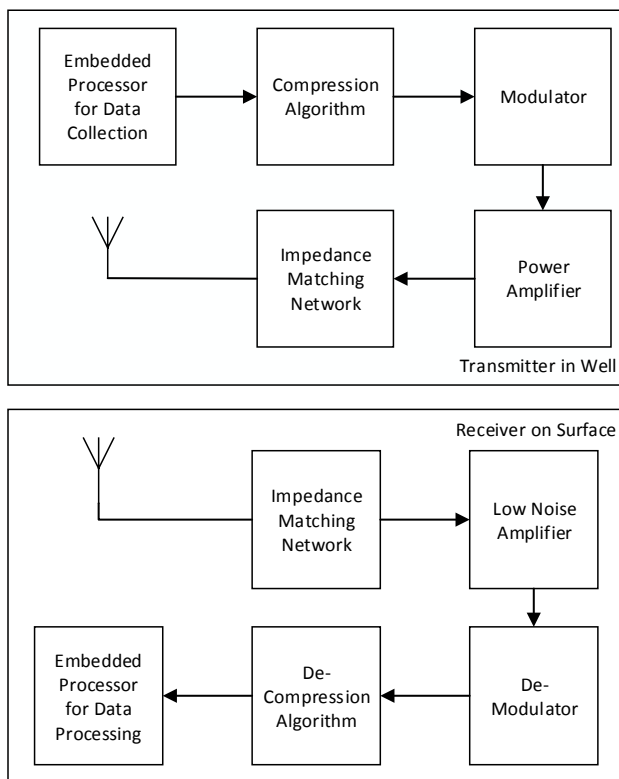 Embedded
Processor
for Data
Collection
Compression
Algorithm
Modulator
Impedance
Matching
Network
Power
Amplifier
Transmitter in Well
Receiver on Surface
Impedance
Matching
Network
Low Noise
Amplifier
Embedded
Processor
for Data
Processing
De-
Compression
Algorithm
De-
Modulator